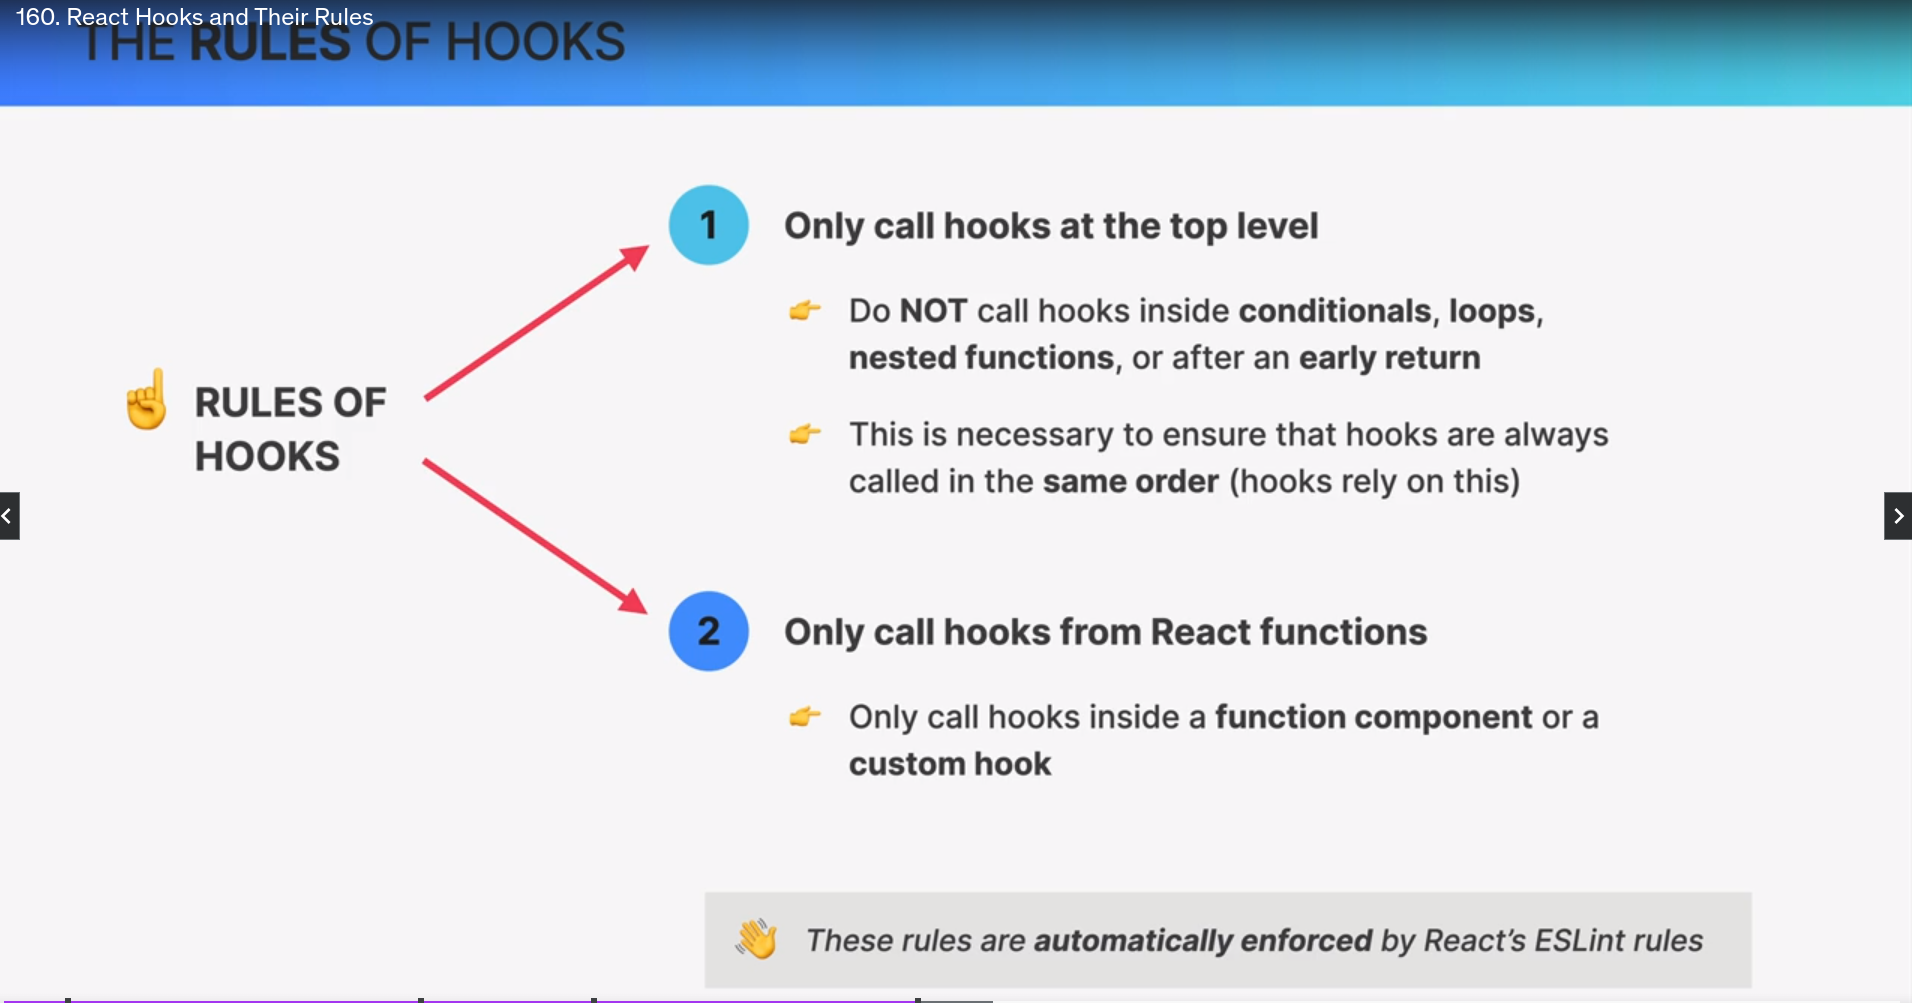 160. React Hooks and Their Rules
THE RULES OF HOOKS
RULES OF
HOOKS
1
Only call hooks at the top level
Do NOT call hooks inside conditionals, loops,
nested functions, or after an early return
This is necessary to ensure that hooks are always
called in the same order (hooks rely on this)
2
Only call hooks from React functions
Only call hooks inside a function component or a
custom hook
These rules are automatically enforced by React’s ESLint rules